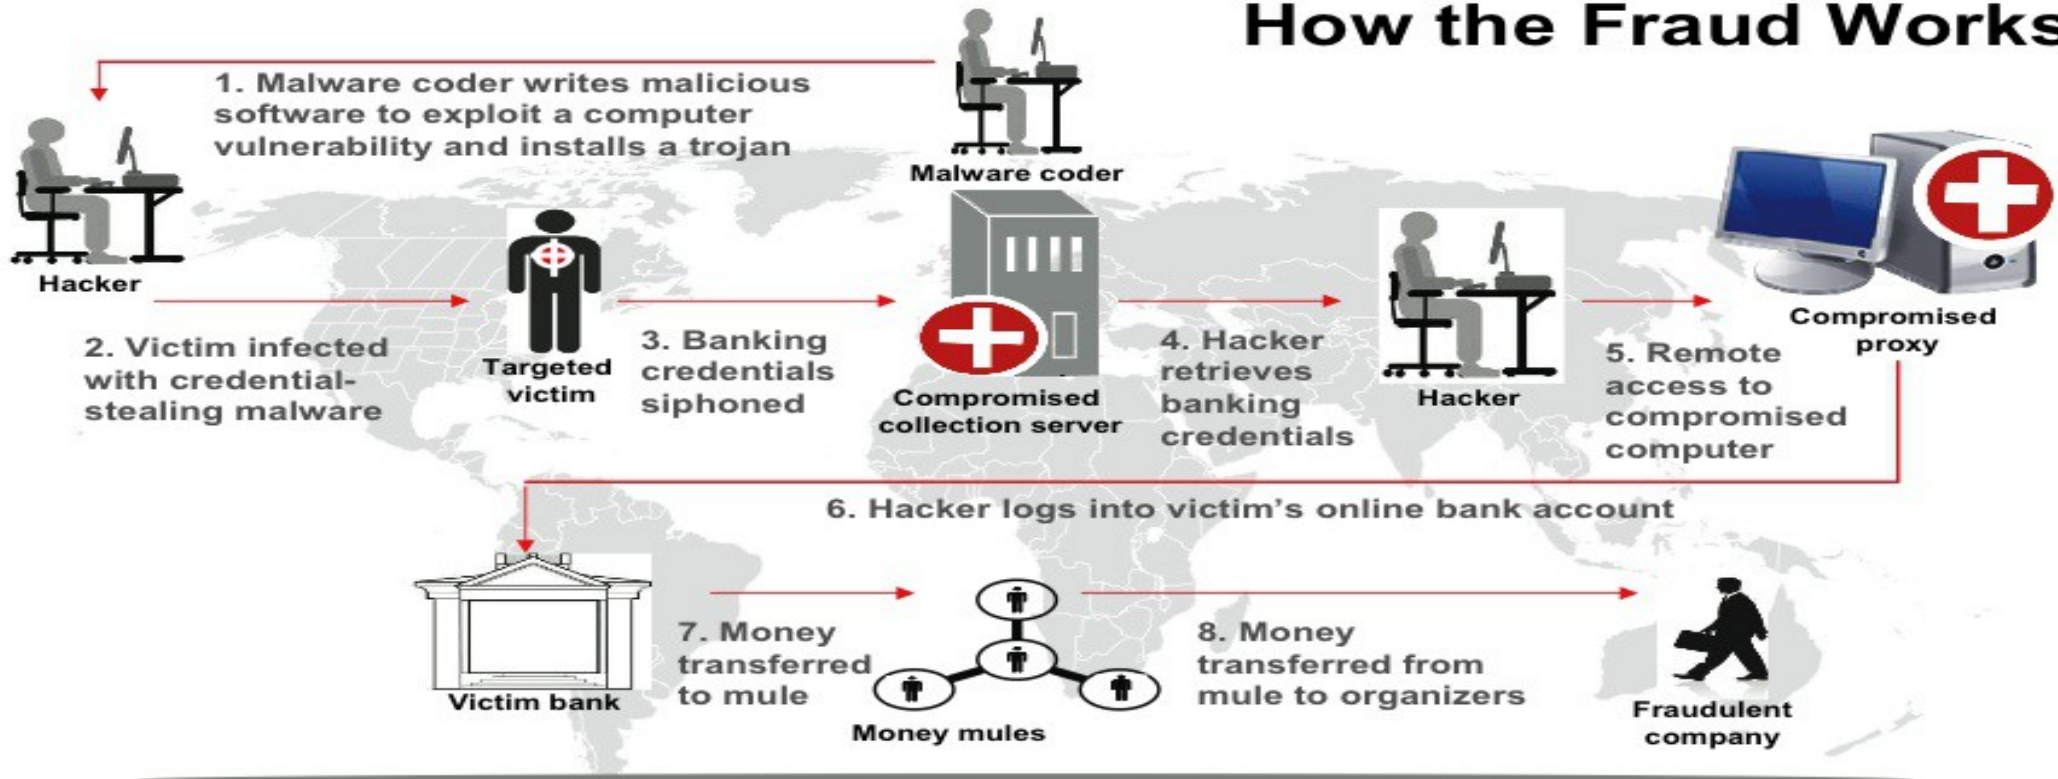 How the Fraud Works
1. Malware coder writes malicious
software to exploit a computer
vulnerability and installs a trojan
Malware coder
Hacker
2. Victim infected
with credential-
stealing malware
Targeted
victim
3. Banking
credentials
siphoned
Compromised
collection server
4. Hacker
retrieves
banking
credentials
Hacker
5. Remote
access to
compromised
computer
Compromised
proxy
6. Hacker logs into victim's online bank account
Victim bank
7. Money
transferred
to mule
Money mules
8. Money
transferred from
mule to organizers
Fraudulent
company